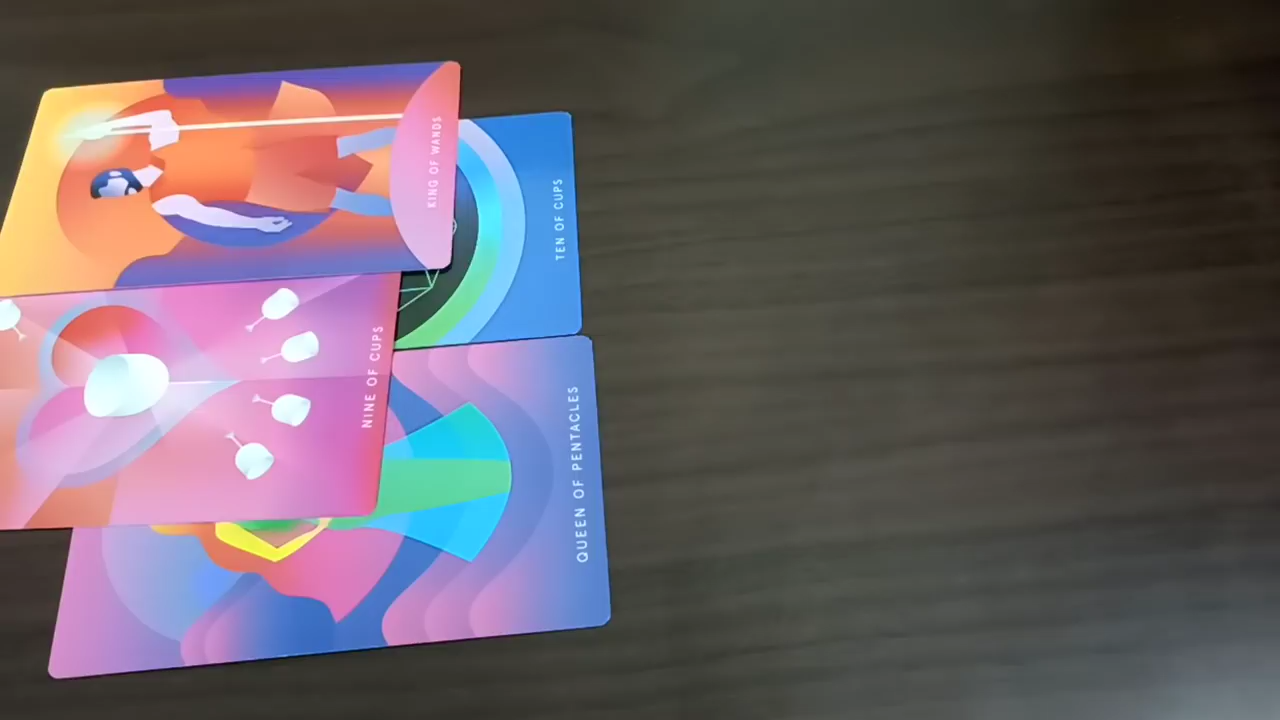 KING OF WANDS
TEN OF CUPS
NINE OF CUPS
QUEEN OF PENTACLES